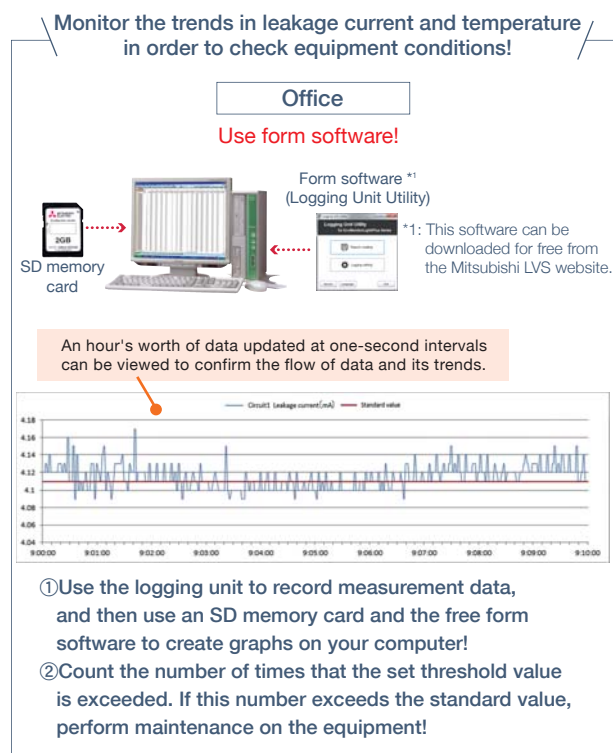 Monitor the trends in leakage current and temperature
in order to check equipment conditions!
Office
Use form software!
Form software *1
(Logging Unit Utility)
MITSUBISHI ELECTRIC
2GB
SD memory
card
Logging Unit Utility
*1: This software can be
downloaded for free from
the Mitsubishi LVS website.
An hour's worth of data updated at one-second intervals
can be viewed to confirm the flow of data and its trends.
Circuit1 Leakage current(mA)
Standard value
4.18
4.16
4.14
4.12
4.1
4.08
4.06
4.04
9:00:00 9:01:00 9:02:00 9:03:00 9:04:00 9:05:00 9:06:00 9:07:00 9:08:00 9:09:00 9:10:00
①Use the logging unit to record measurement data,
and then use an SD memory card and the free form
software to create graphs on your computer!
②Count the number of times that the set threshold value
is exceeded. If this number exceeds the standard value,
perform maintenance on the equipment!